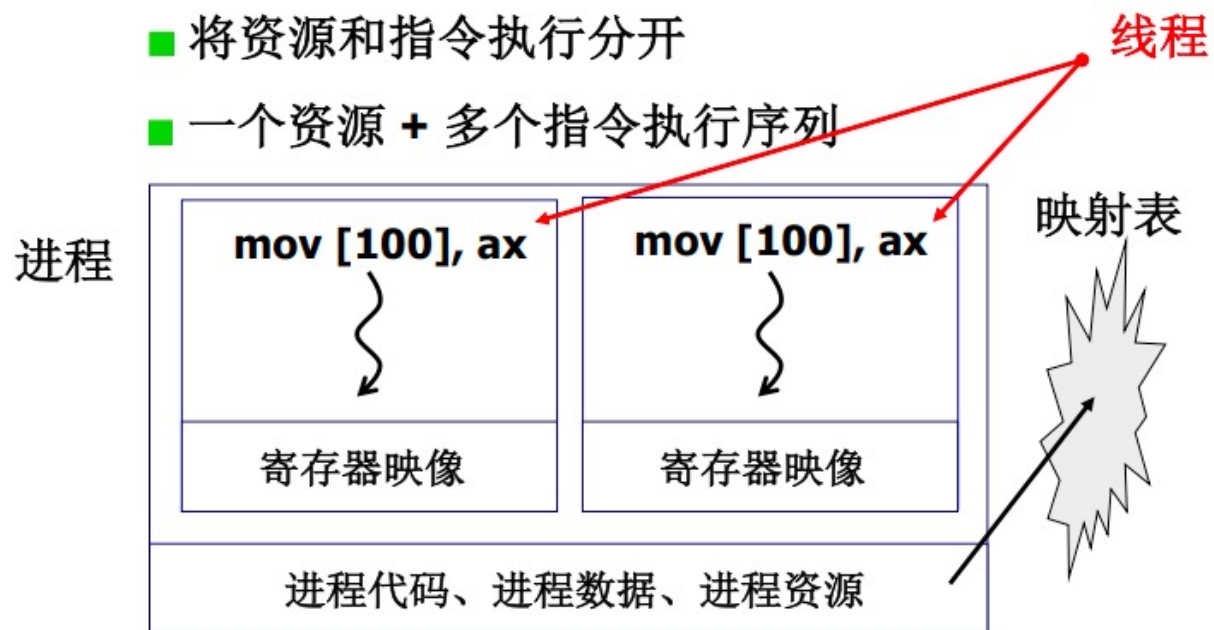 将资源和指令执行分开
线程
一个资源 + 多个指令执行序列
进程
mov [100], ax
mov [100], ax
映射表
寄存器映像
寄存器映像
进程代码、进程数据、进程资源